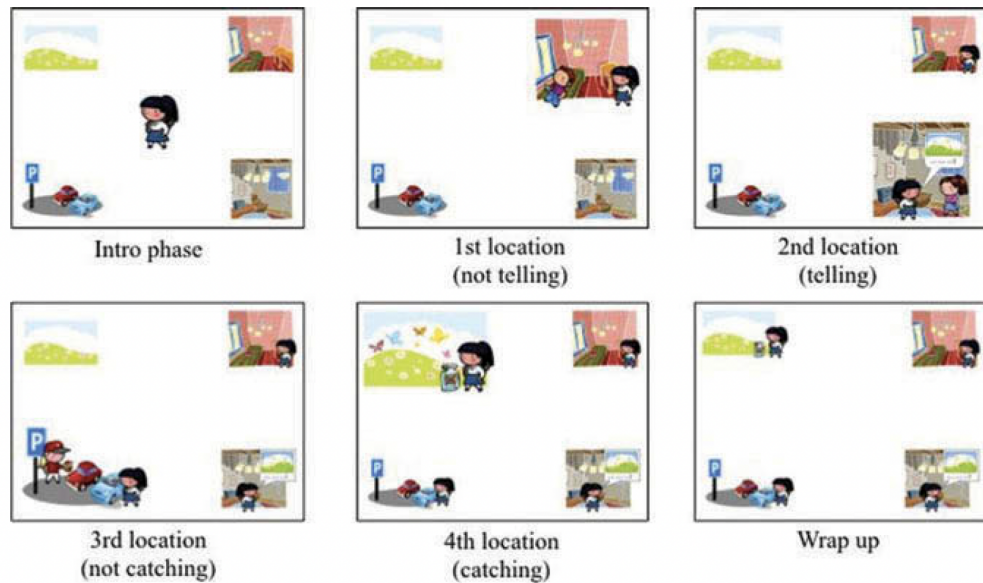 P
P
P
Intro phase
1st location
(not telling)
2nd location
(telling)
P
P
P
3rd location
(not catching)
4th location
(catching)
Wrap up